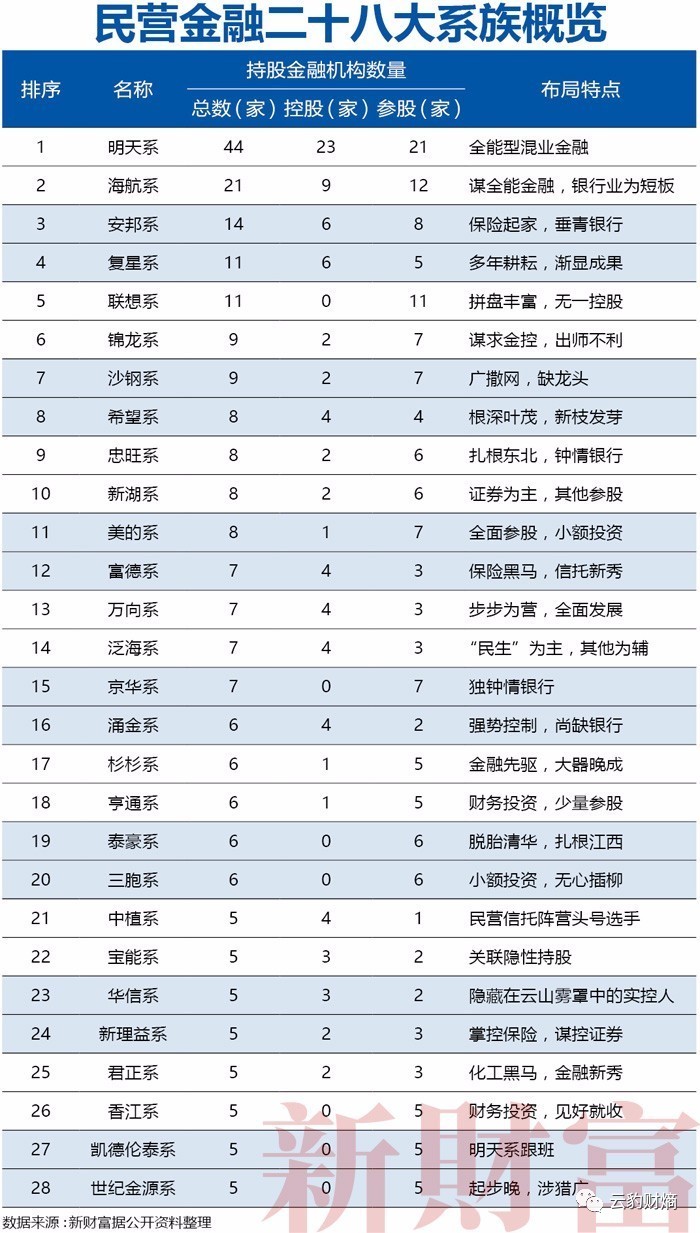 民营金融二十八大系族概览
排序 名称 持股金融机构数量 布局特点
总数(家) 控股(家) 参股(家)
1 明天系 44 23 21 全能型混业金融
2 海航系 21 9 12 谋全能金融，银行业为短板
3 安邦系 14 6 8 保险起家，垂青银行
4 复星系 11 6 5 多年耕耘，渐显成果
5 联想系 11 0 11 拼盘丰富，无一控股
6 锦龙系 9 2 7 谋求金控，出师不利
7 沙钢系 9 2 7 广撒网，缺龙头
8 希望系 8 4 4 根深叶茂，新枝发芽
9 忠旺系 8 2 6 扎根东北，钟情银行
10 新湖系 8 2 6 证券为主，其他参股
11 美的系 8 1 7 全面参股，小额投资
12 富德系 7 4 3 保险黑马，信托新秀
13 万向系 7 4 3 步步为营，全面发展
14 泛海系 7 4 3 “民生”为主，其他为辅
15 京华系 7 0 7 独钟情银行
16 涌金系 6 4 2 强势控制，尚缺银行
17 杉杉系 6 1 5 金融先驱，大器晚成
18 亨通系 6 1 5 财务投资，少量参股
19 泰豪系 6 0 6 脱胎清华，扎根江西
20 三胞系 6 0 6 小额投资，无心插柳
21 中植系 5 4 1 民营信托阵营头号选手
22 宝能系 5 3 2 关联隐性持股
23 华信系 5 3 2 隐藏在云山雾罩中的实控人
24 新理益系 5 2 3 掌控保险，谋控证券
25 君正系 5 2 3 化工黑马，金融新秀
26 香江系 5 0 5 财务投资，见好就收
27 凯德伦泰系 5 0 5 明天系跟班
28 世纪金源系 5 0 5 起步晚，涉猎广
新財富
云豹财熵
数据来源：新财富据公开资料整理